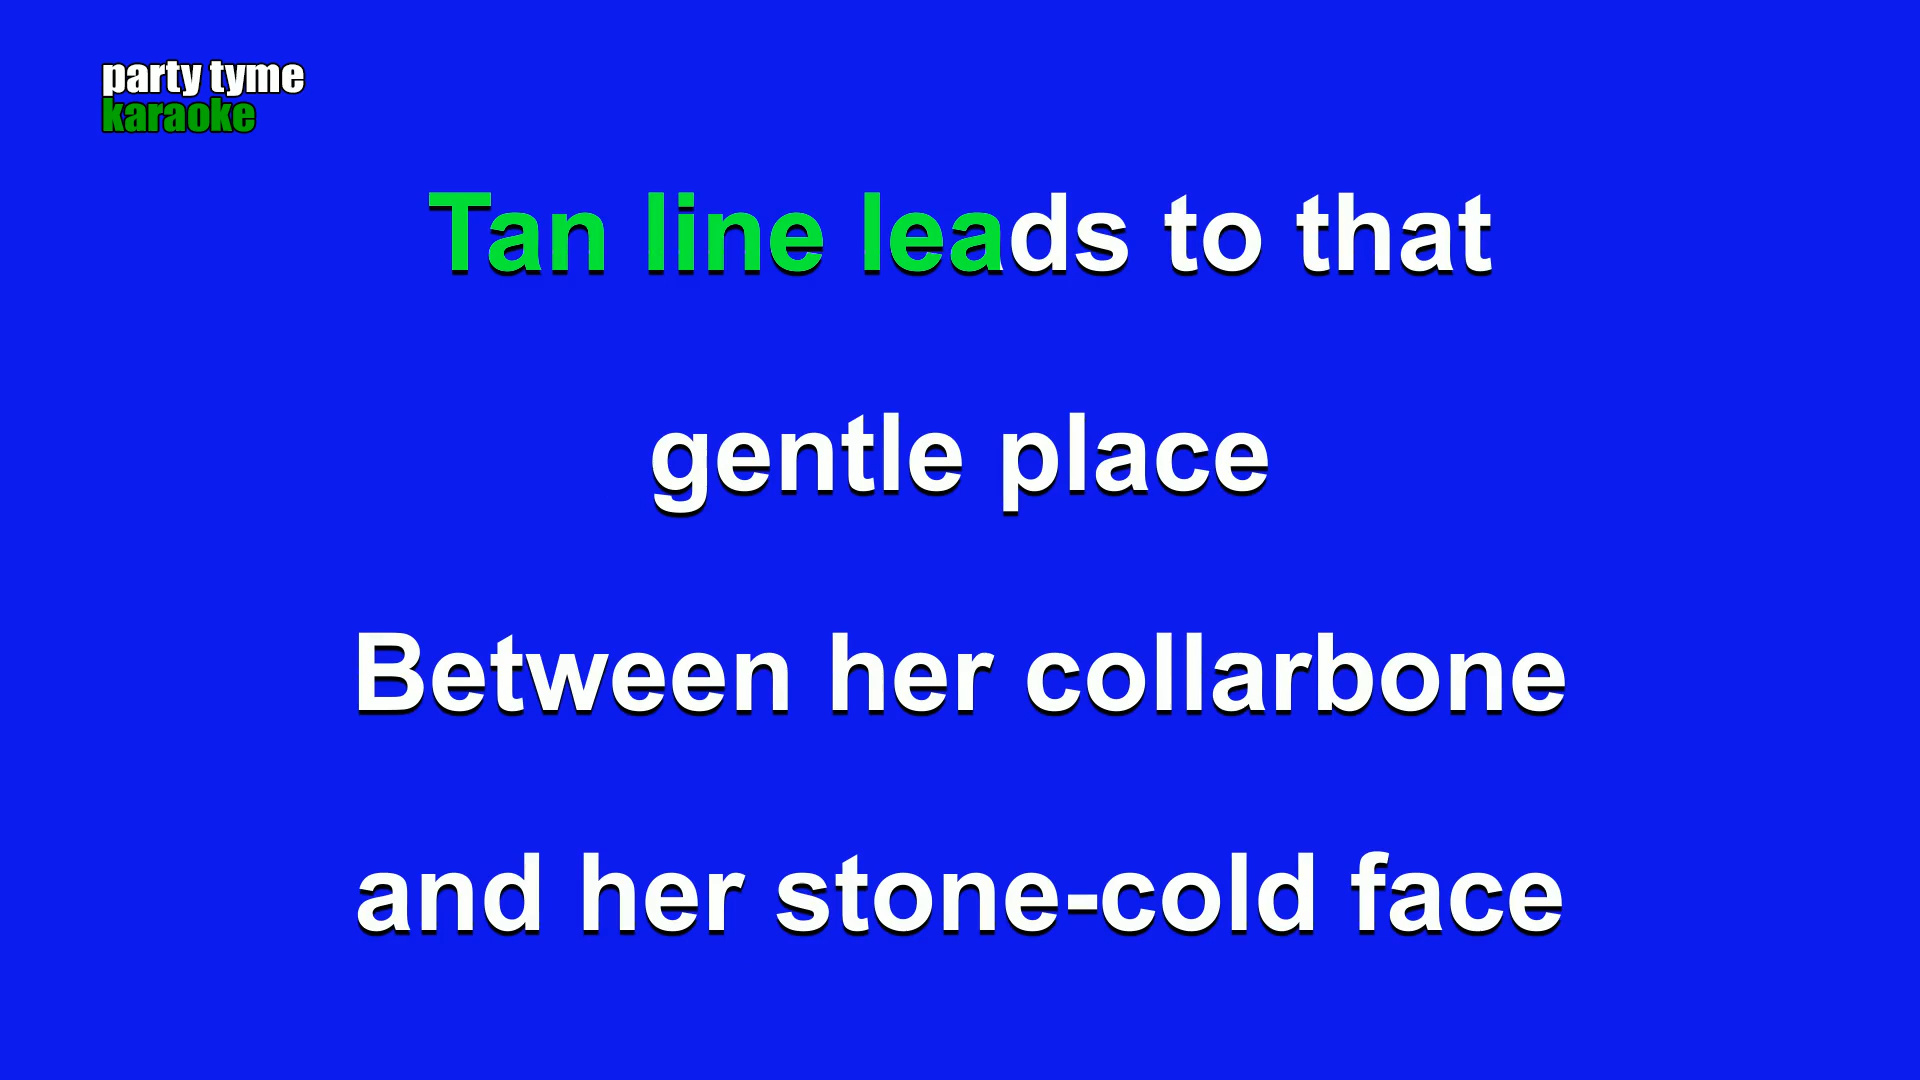 party tyme
karaoke
Tan line leads to that
gentle place
Between her collarbone
and her stone-cold face